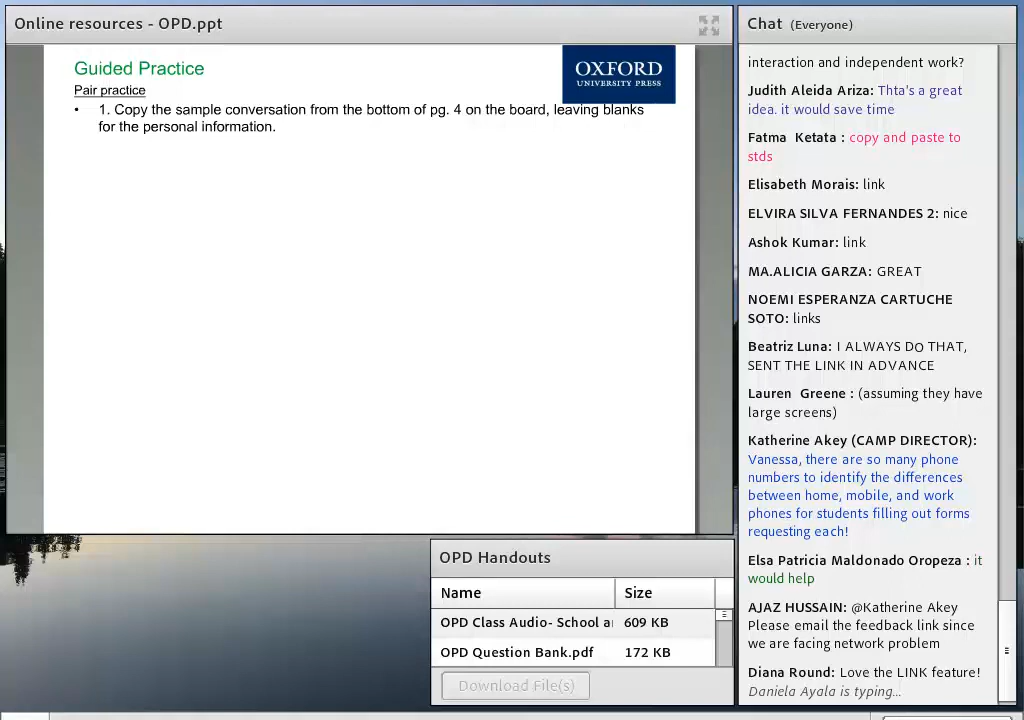 Online resources - OPD.ppt
Guided Practice
OXFORD
UNIVERSITY PRESS
Pair practice
• 1. Copy the sample conversation from the bottom of pg. 4 on the board, leaving blanks
for the personal information.
OPD Handouts
Name Size
OPD Class Audio- School a 609 KB
OPD Question Bank.pdf 172 KB
Download File(s)
Chat (Everyone)
interaction and independent work?
Judith Aleida Ariza: Thta's a great
idea. it would save time
Fatma Ketata : copy and paste to
stds
Elisabeth Morais: link
ELVIRA SILVA FERNANDES 2: nice
Ashok Kumar: link
MA.ALICIA GARZA: GREAT
NOEMI ESPERANZA CARTUCHE
SOTO: links
Beatriz Luna: I ALWAYS DO THAT,
SENT THE LINK IN ADVANCE
Lauren Greene : (assuming they have
large screens)
Katherine Akey (CAMP DIRECTOR):
Vanessa, there are so many phone
numbers to identify the differences
between home, mobile, and work
phones for students filling out forms
requesting each!
Elsa Patricia Maldonado Oropeza : it
would help
AJAZ HUSSAIN: @Katherine Akey
Please email the feedback link since
we are facing network problem
Diana Round: Love the LINK feature!
Daniela Ayala is typing...